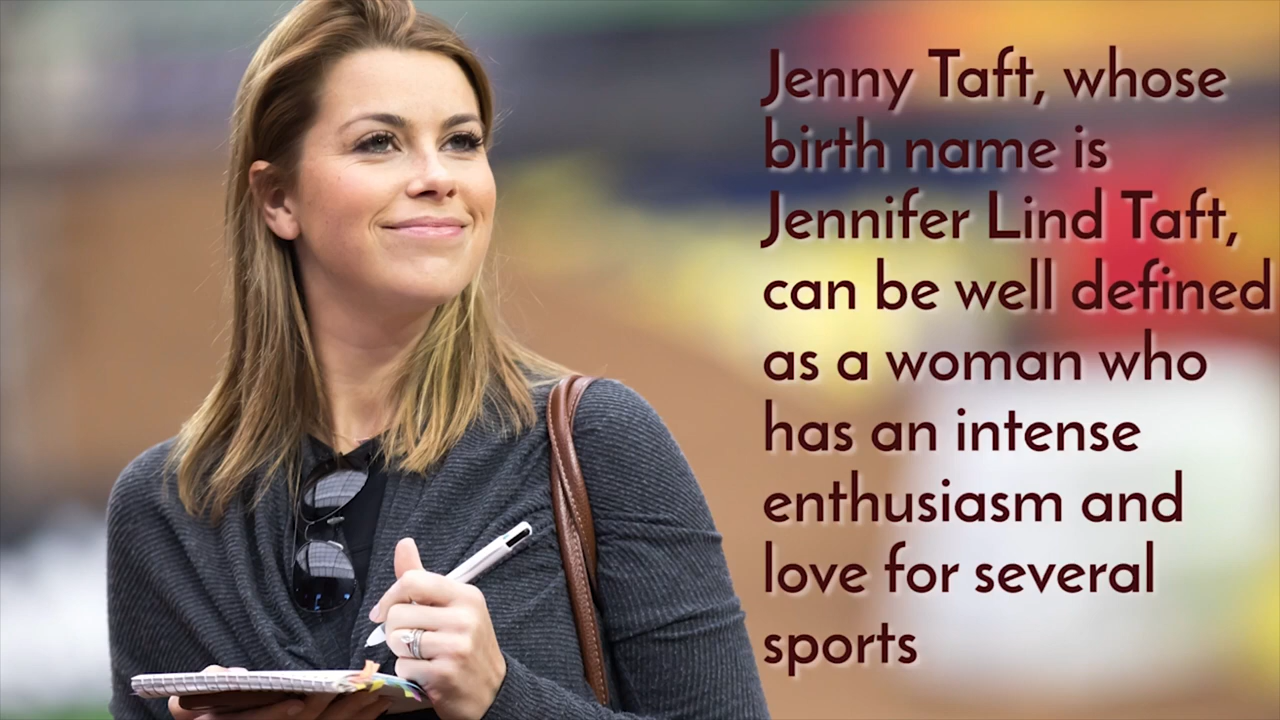 Jenny Taft, whose
birth name is
Jennifer Lind Taft,
can be well defined
as a woman who
has an intense
enthusiasm and
love for several
sports